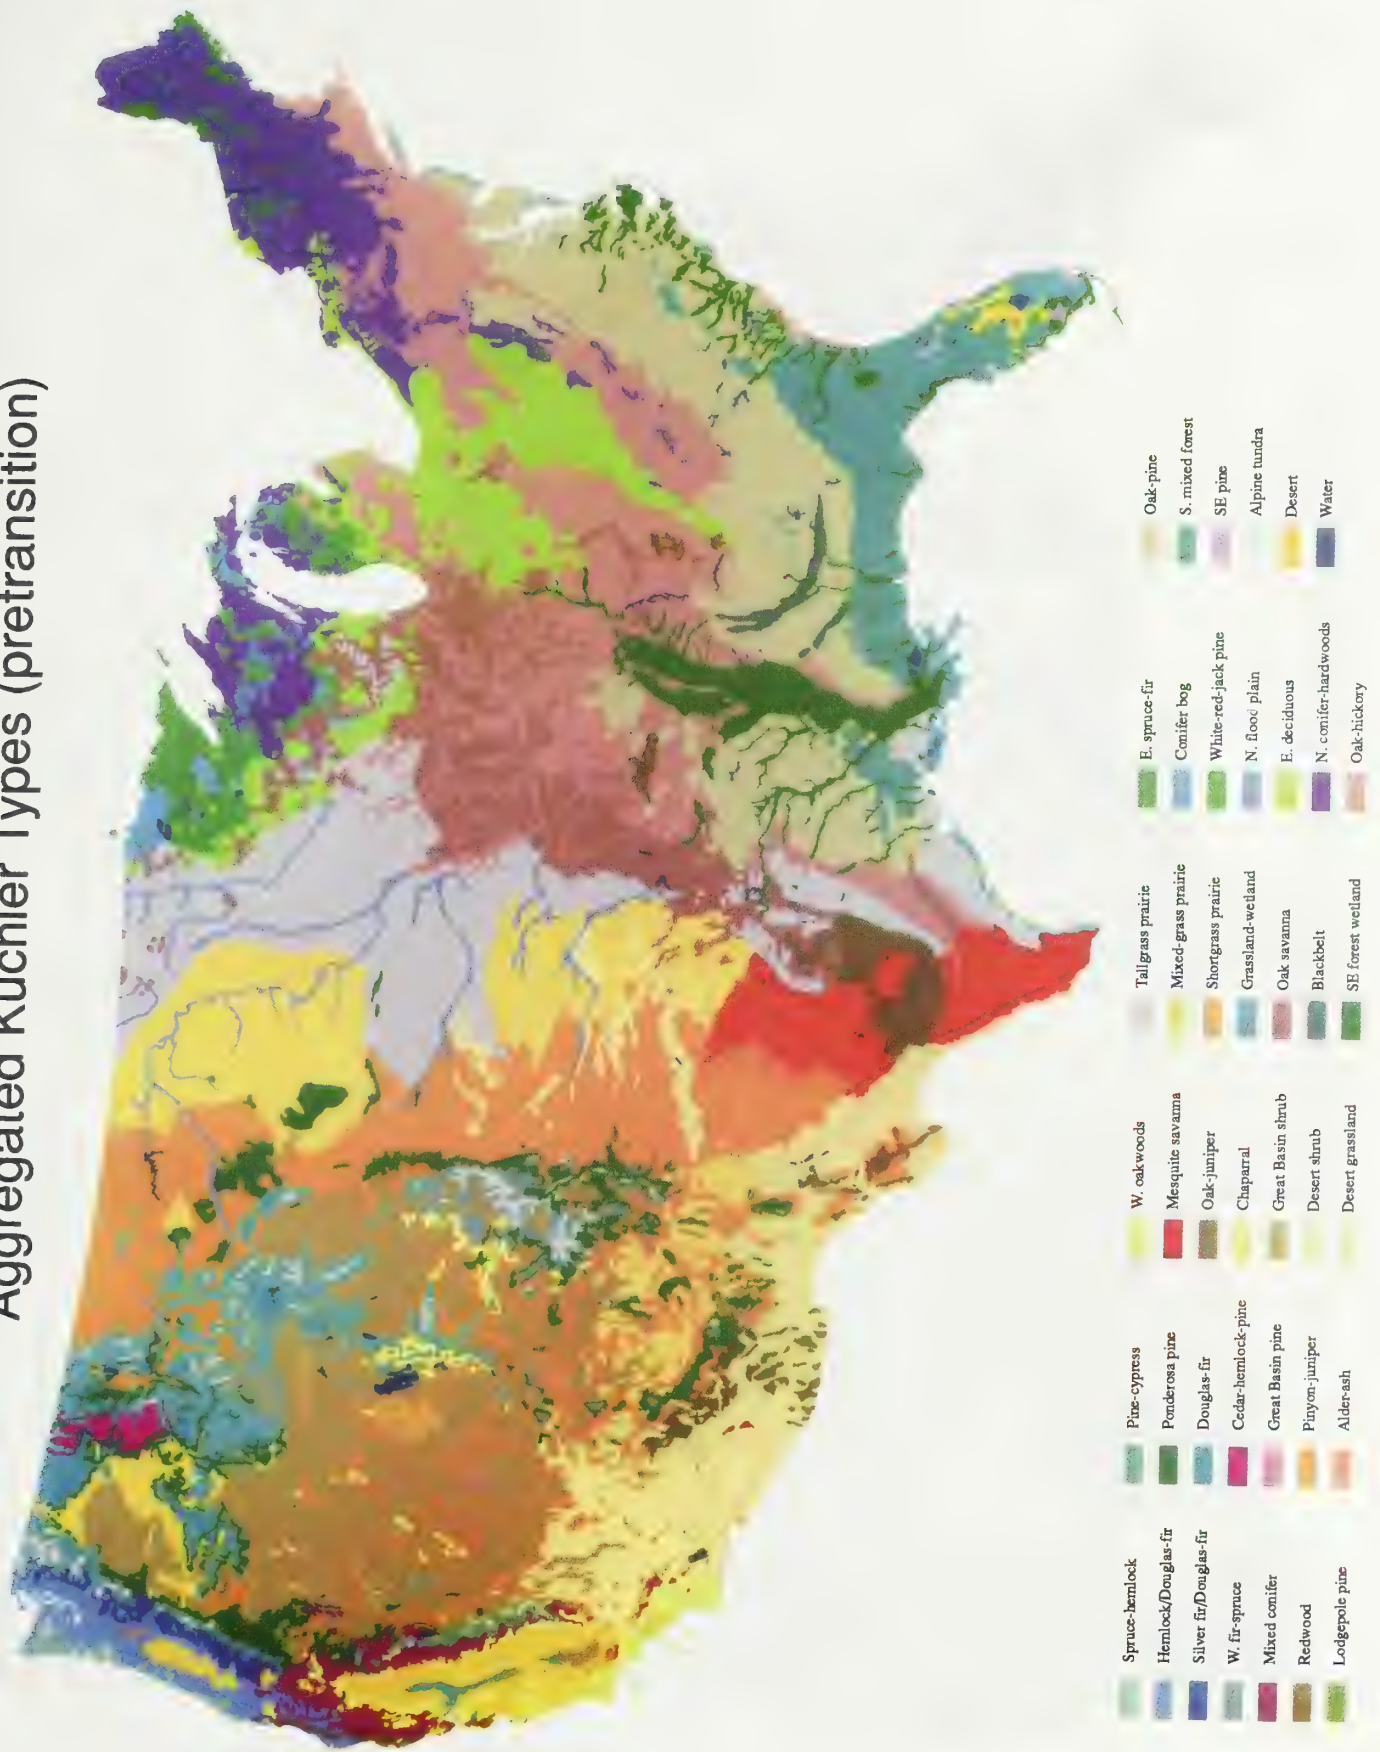 Aggregated Kuchler Types (pretransition)
Spruce-hemlock
Hemlock/Douglas-fir
Silver fir/Douglas-fir
W. fir-spruce
Mixed conifer
Redwood
Lodgepole pine
Pine-cypress
Ponderosa pine
Douglas-fir
Cedar-hemlock-pine
Great Basin pine
Pinyon-juniper
Alder-ash
W. oakwoods
Mesquite savanna
Oak-juniper
Chaparral
Great Basin shrub
Desert shrub
Desert grassland
Tallgrass prairie
Mixed-grass prairie
Shortgrass prairie
Grassland-wetland
Oak savanna
Blackbelt
SE forest wetland
E. spruce-fir
Conifer bog
White-red-jack pine
N. flood plain
E. deciduous
N. conifer-hardwoods
Oak-hickory
Oak-pine
S. mixed forest
SE pine
Alpine tundra
Desert
Water